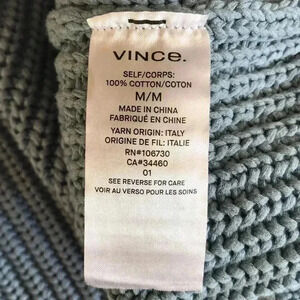 VINCE.
SELF/CORPS:
100% COTTON/COTON
M/M
MADE IN CHINA
FABRIQUÉ EN CHINE
YARN ORIGIN: ITALY
ORIGINE DE FIL: ITALIE
RN#106730
CA#34460
01
SEE REVERSE FOR CARE
VOIR AU VERSO POUR LES SOINS